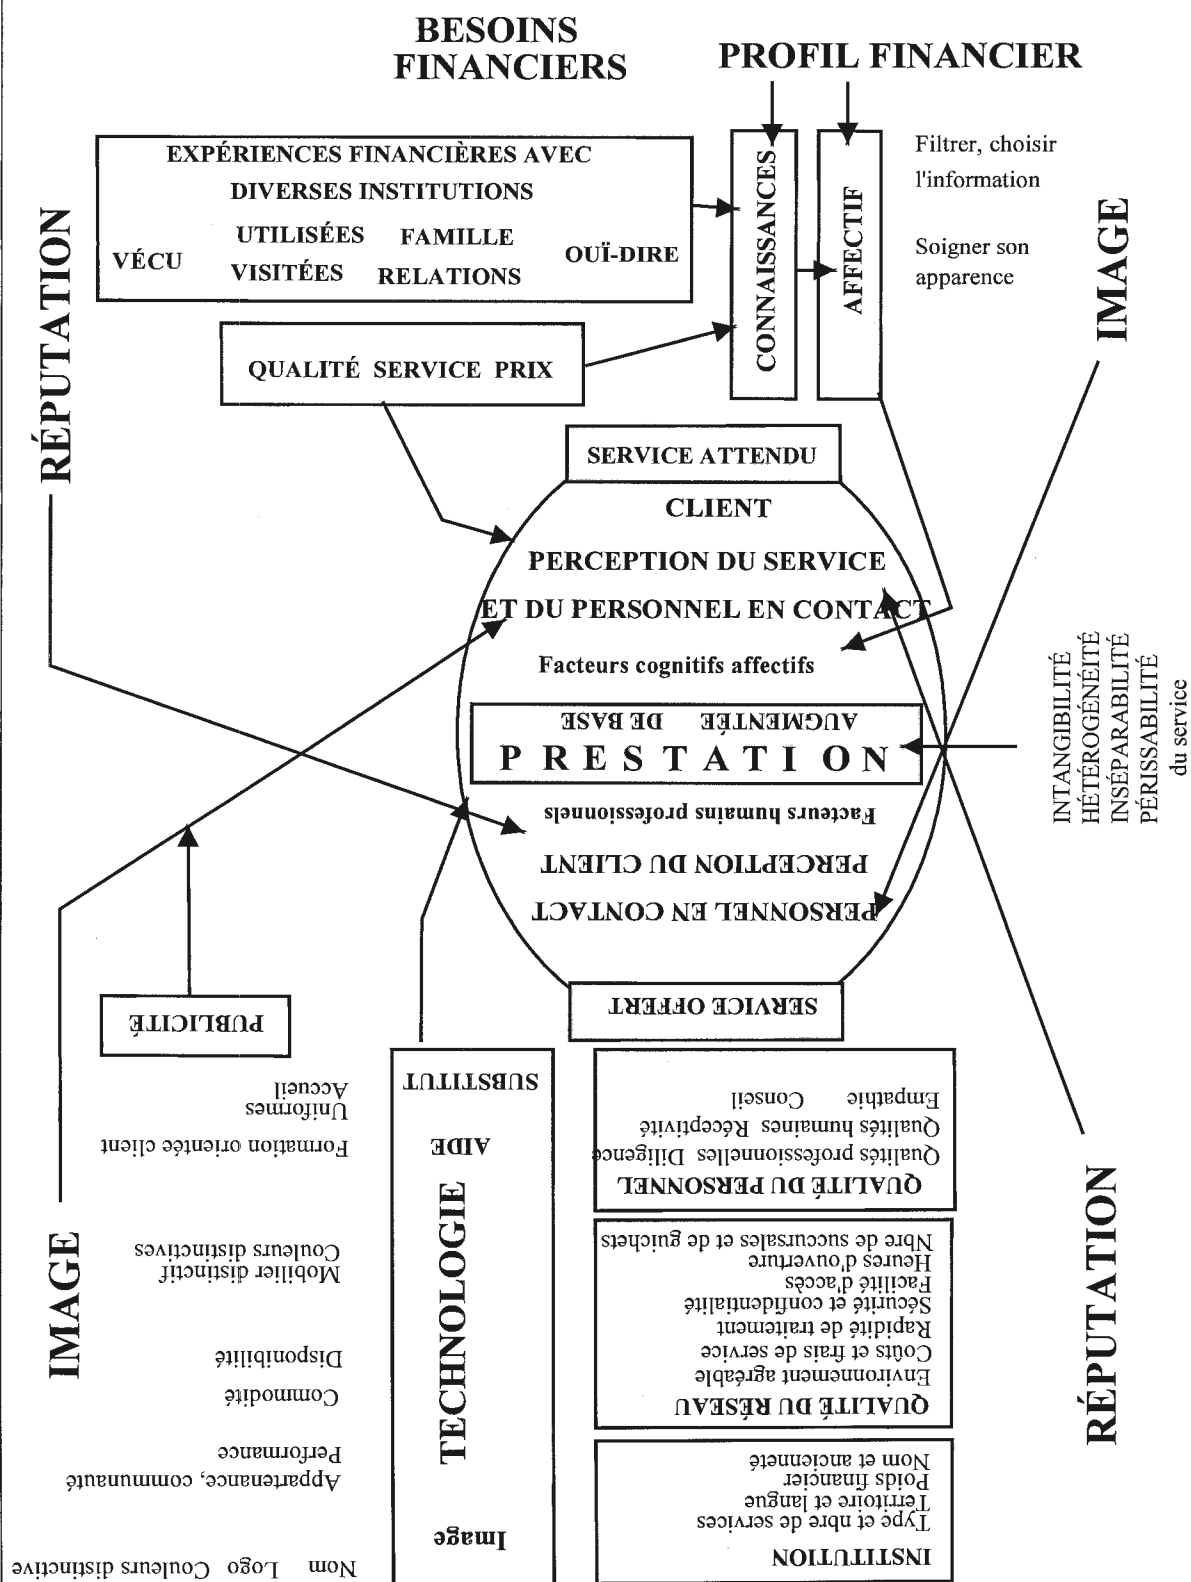 BESOINS
FINANCIERS
PROFIL FINANCIER
EXPÉRIENCES FINANCIÈRES AVEC
DIVERSES INSTITUTIONS
UTILISÉES FAMILLE
VÉCU
OUÏ-DIRE
VISITÉES RELATIONS
CONNAISSANCES
AFFECTIF
Filtrer, choisir
l'information
Soigner son
apparence
RÉPUTATION
IMAGE
QUALITÉ SERVICE PRIX
SERVICE ATTENDU
CLIENT
PERCEPTION DU SERVICE
ET DU PERSONNEL EN CONTACT
Facteurs cognitifs affectifs
AUGMENTÉE DE BASE
PRESTATION
INTANGIBILITÉ
HÉTÉROGÉNÉITÉ
INSÉPARABILITÉ
PÉRISSABILITÉ
du service
Facteurs humains professionnels
PERCEPTION DU CLIENT
PERSONNEL EN CONTACT
SERVICE OFFERT
PUBLICITÉ
Accueil
Uniformes
Formation orientée client
Couleurs distinctives
Mobilier distinctif
Disponibilité
Commodité
Performance
Appartenance, communauté
Nom Logo Couleurs distinctive
IMAGE
SUBSTITUT
AIDE
TECHNOLOGIE
Image
QUALITÉ DU PERSONNEL
Qualités professionnelles Diligence
Qualités humaines Réceptivité
Empathie Conseil
QUALITÉ DU RÉSEAU
Environnement agréable
Coûts et frais de service
Rapidité de traitement
Sécurité et confidentialité
Facilité d'accès
Heures d'ouverture
Nbre de succursales et de guichets
INSTITUTION
Type et nbre de services
Territoire et langue
Poids financier
Nom et ancienneté
RÉPUTATION